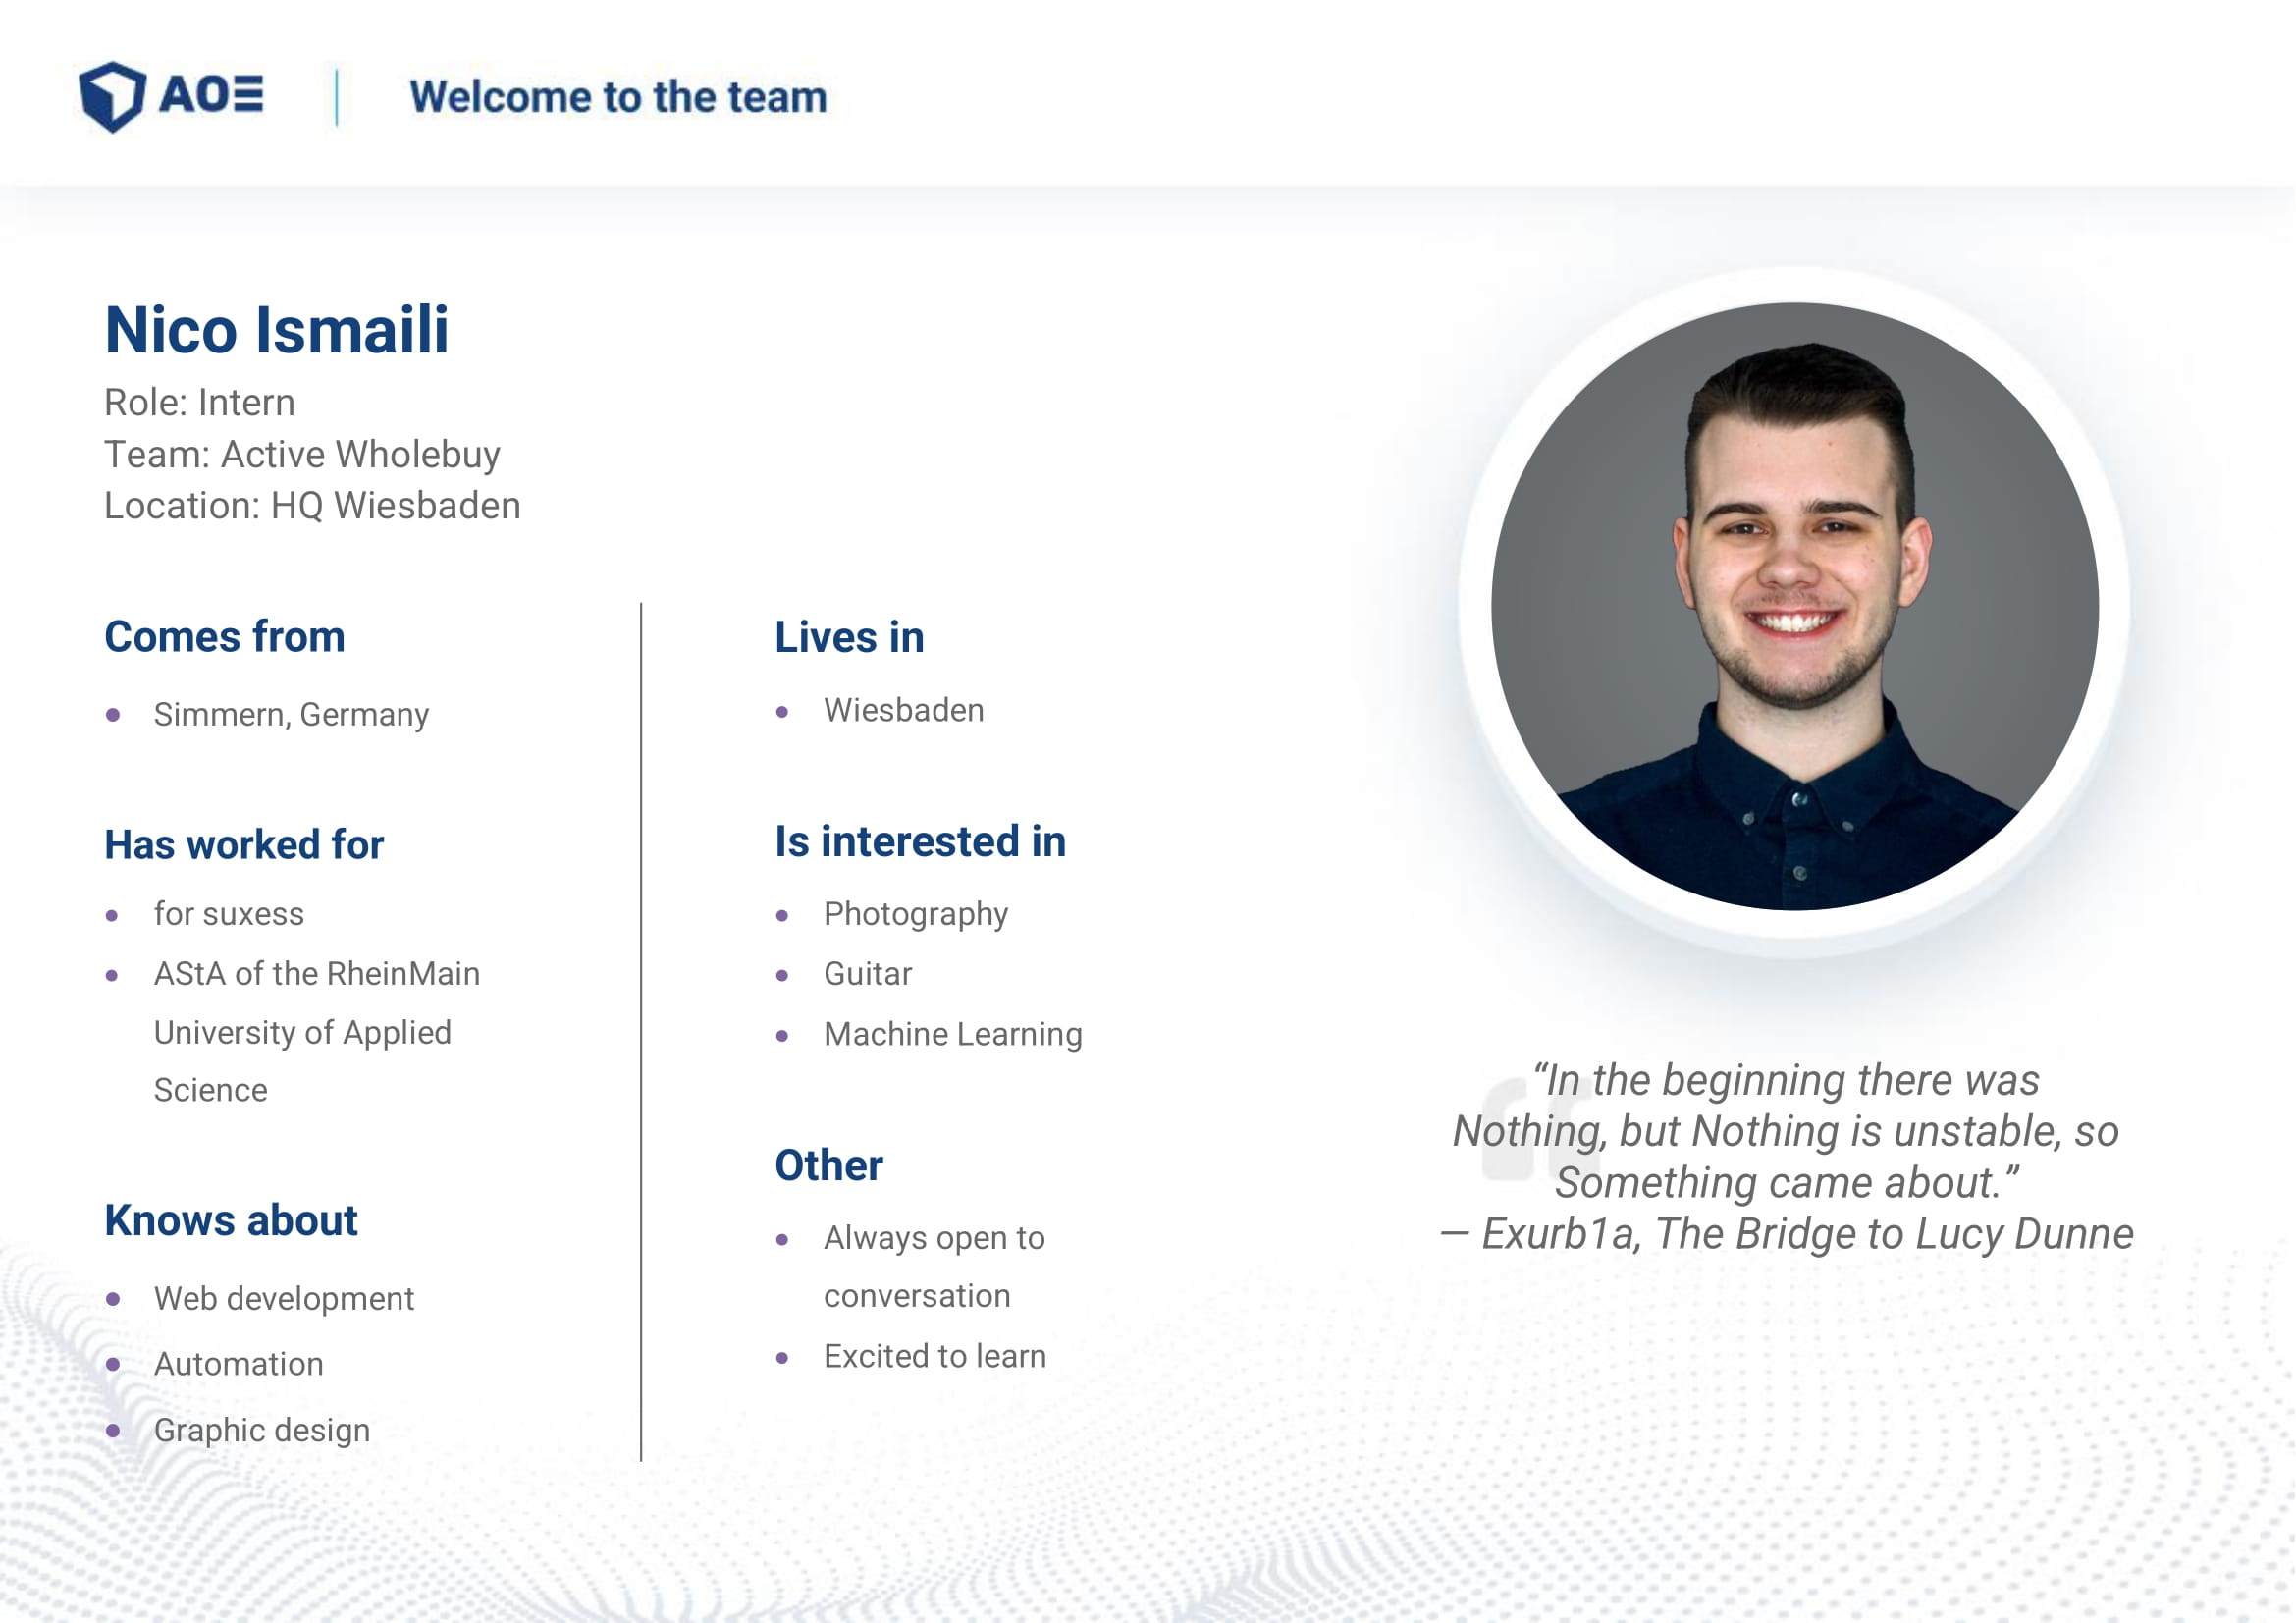 AOE
Welcome to the team
Nico Ismaili
Role: Intern
Team: Active Wholebuy
Location: HQ Wiesbaden
Comes from
Simmern, Germany
Has worked for
for suxess
AStA of the RheinMain
University of Applied
Science
Knows about
Web development
Automation
Graphic design
Lives in
Wiesbaden
Is interested in
Photography
Guitar
Machine Learning
Other
Always open to
conversation
Excited to learn
“In the beginning there was
Nothing, but Nothing is unstable, so
Something came about.”
— Exurb1a, The Bridge to Lucy Dunne